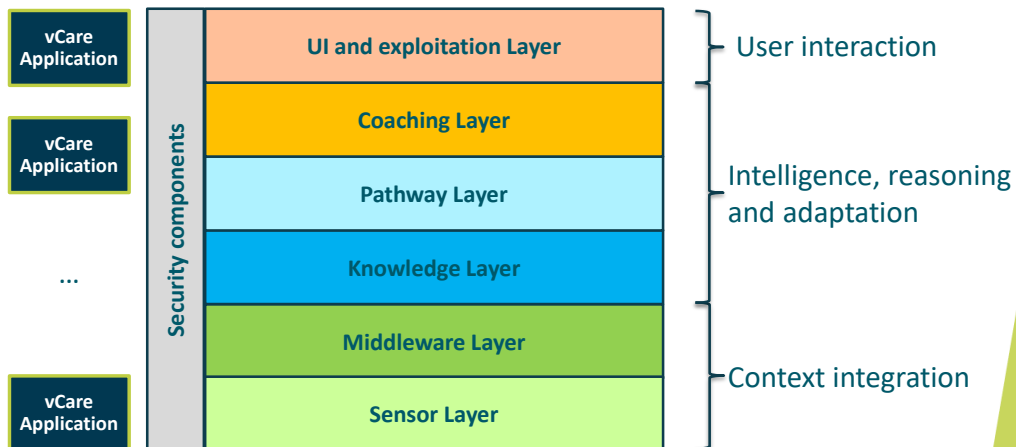 vCare
Application
UI and exploitation Layer
User interaction
vCare
Application
Coaching Layer
Pathway Layer
Intelligence, reasoning
and adaptation
Security components
...
Knowledge Layer
Middleware Layer
Context integration
vCare
Application
Sensor Layer